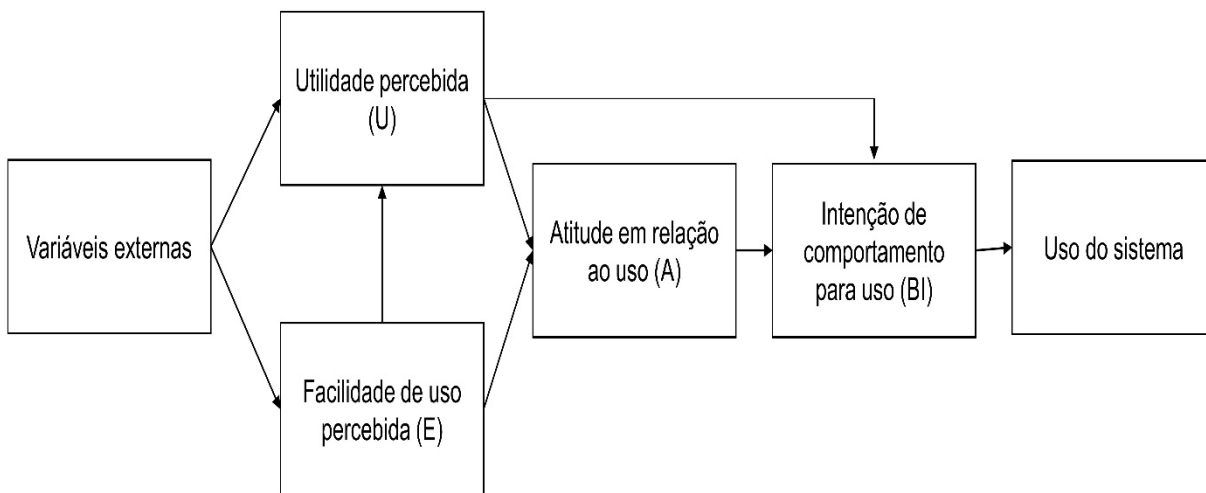 Utilidade percebida
(U)
Variáveis externas
Atitude em relação
ao uso (A)
Intenção de
comportamento
para uso (BI)
Uso do sistema
Facilidade de uso
percebida (E)